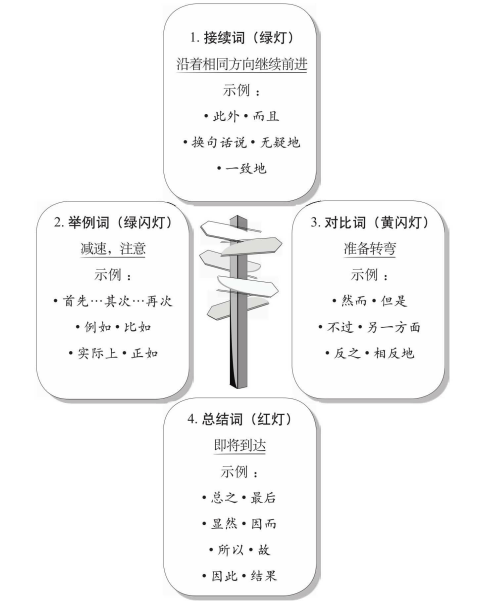 1. 接续词（绿灯）
沿着相同方向继续前进
示例：
·此外·而且
·换句话说·无疑地
·一致地
2. 举例词（绿闪灯）
减速，注意
示例：
·首先…其次…再次
·例如·比如
·实际上·正如
3. 对比词（黄闪灯）
准备转弯
示例：
·然而·但是
·不过·另一方面
·反之·相反地
4. 总结词（红灯）
即将到达
示例：
·总之·最后
·显然·因而
·所以·故
·因此·结果